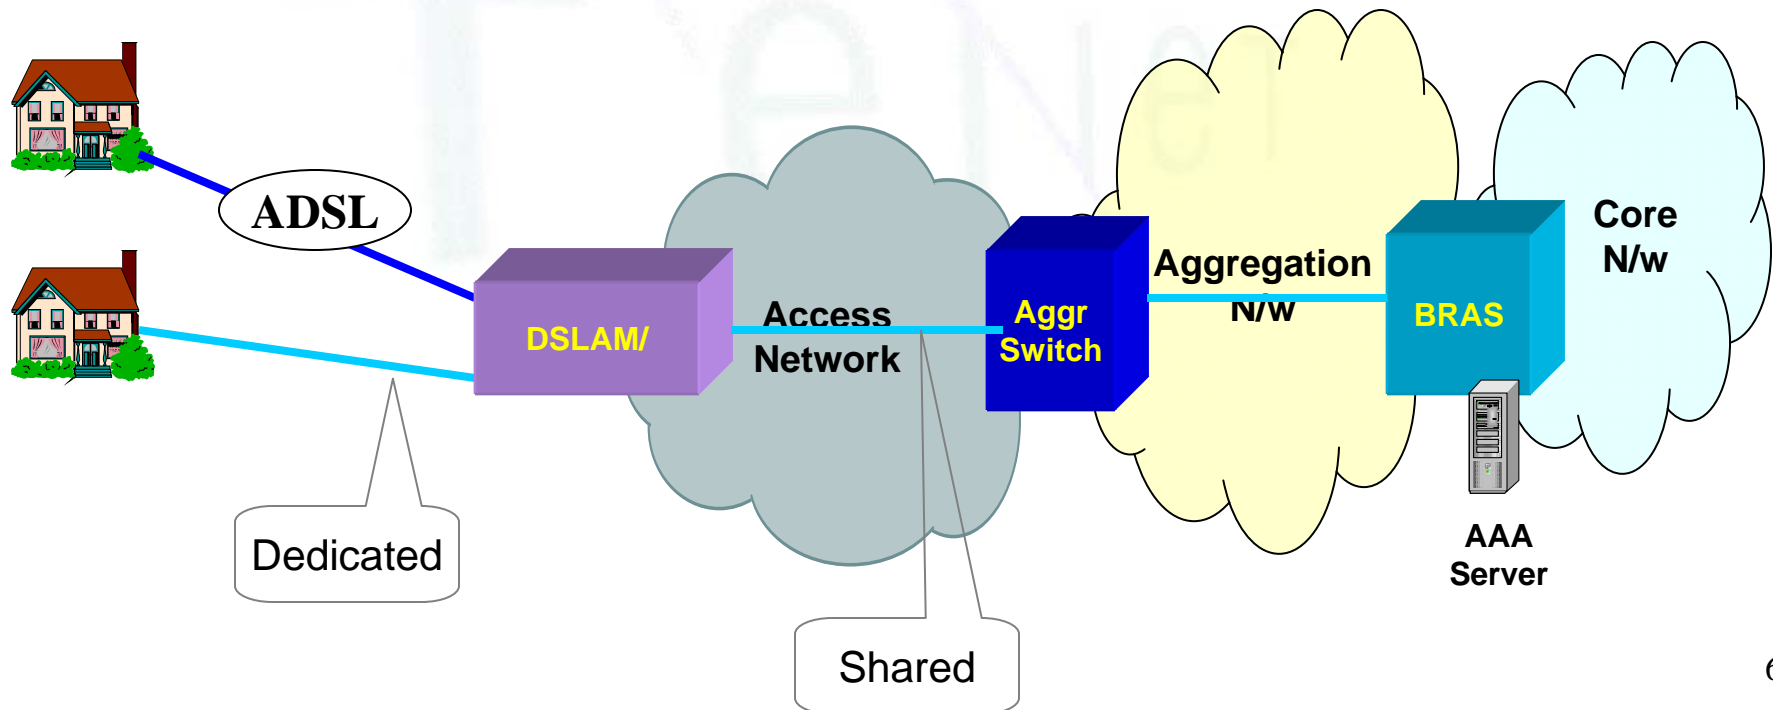 ADSL
DSLAM/
Access
Network
Aggr
Switch
Aggregation
N/w
BRAS
Core
N/w
AAA
Server
Dedicated
Shared